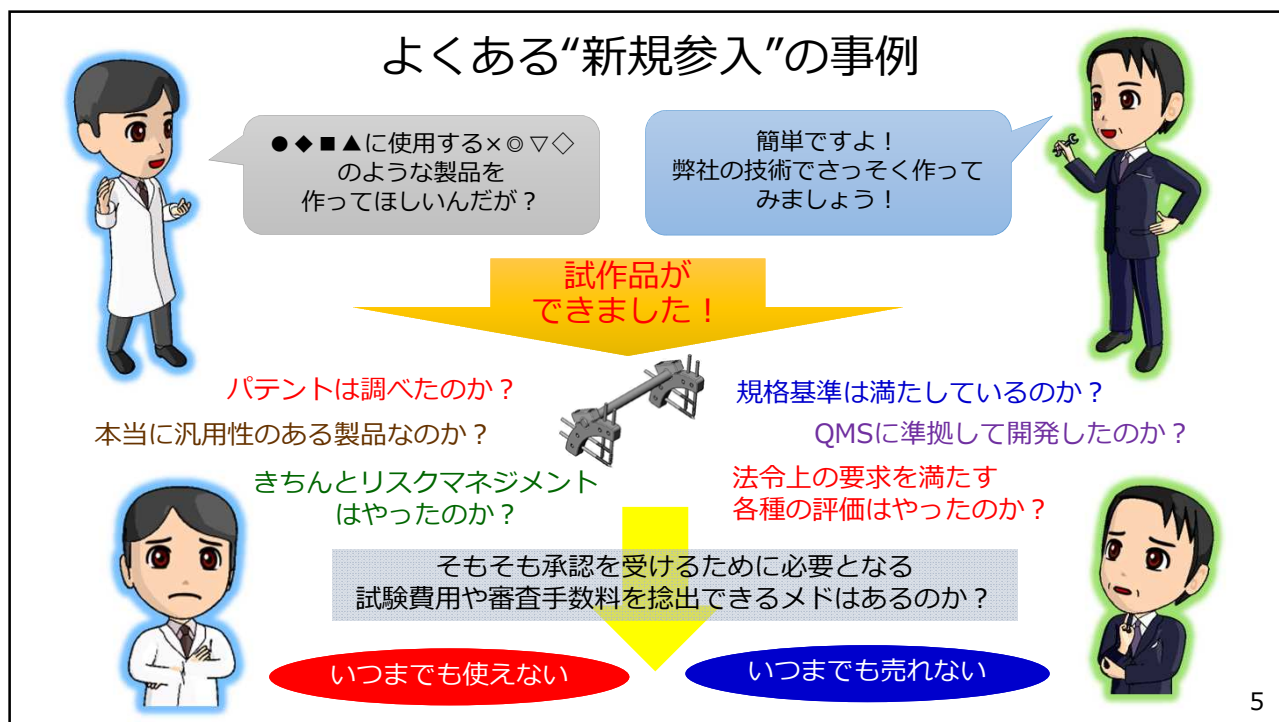 よくある“新規参入”の事例
●◆■▲に使用する×◎▽◇
のような製品を
作ってほしいんだが？
簡単ですよ！
弊社の技術でさっそく作って
みましょう！
試作品が
できました！
パテントは調べたのか？
規格基準は満たしているのか？
本当に汎用性のある製品なのか？
QMSに準拠して開発したのか？
きちんとリスクマネジメント
はやったのか？
法令上の要求を満たす
各種の評価はやったのか？
そもそも承認を受けるために必要となる
試験費用や審査手数料を捻出できるメドはあるのか？
いつまでも使えない
いつまでも売れない
5